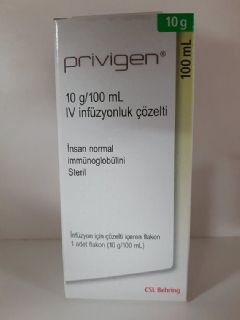 10 g
100 mL
privigen®
10 g/100 mL
IV infüzyonluk çözelti
İnsan normal
immünoglobülini
Steril
İnfüzyon için çözelti içeren flakon
1 adet flakon (10 g/100 mL)
CSL Behring